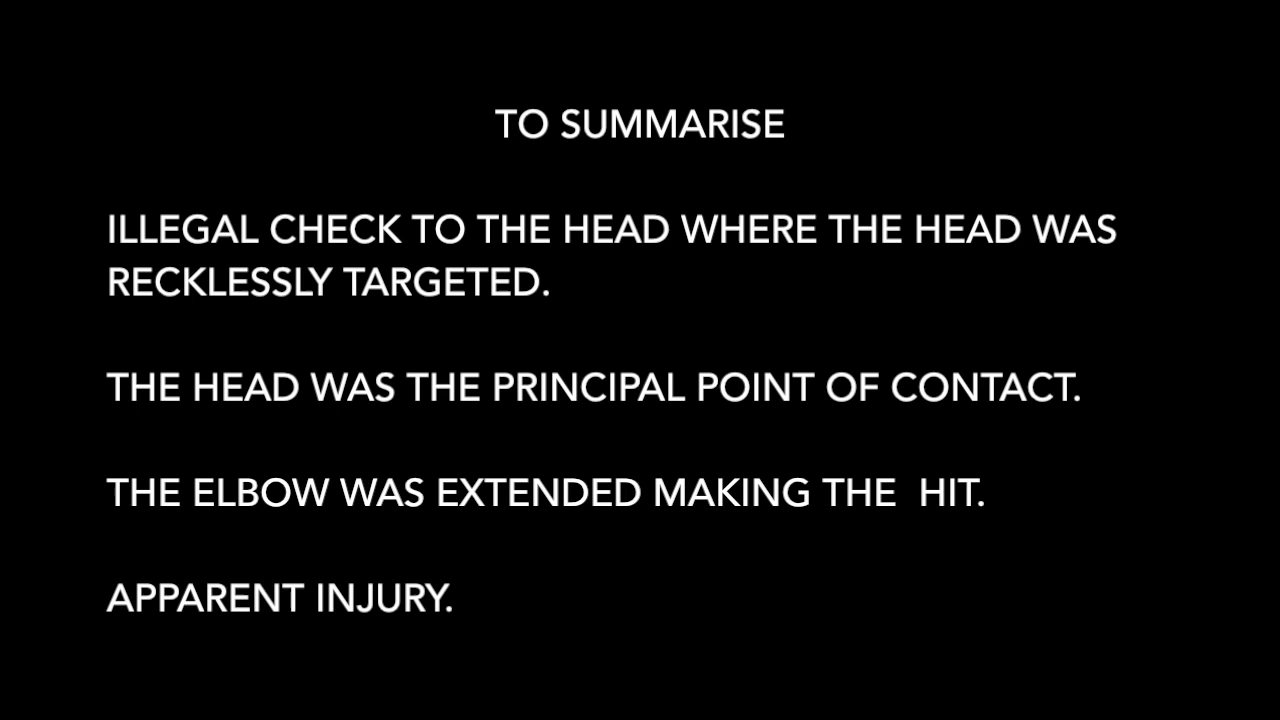 TO SUMMARISE
ILLEGAL CHECK TO THE HEAD WHERE THE HEAD WAS
RECKLESSLY TARGETED.
THE HEAD WAS THE PRINCIPAL POINT OF CONTACT.
THE ELBOW WAS EXTENDED MAKING THE  HIT.
APPARENT INJURY.